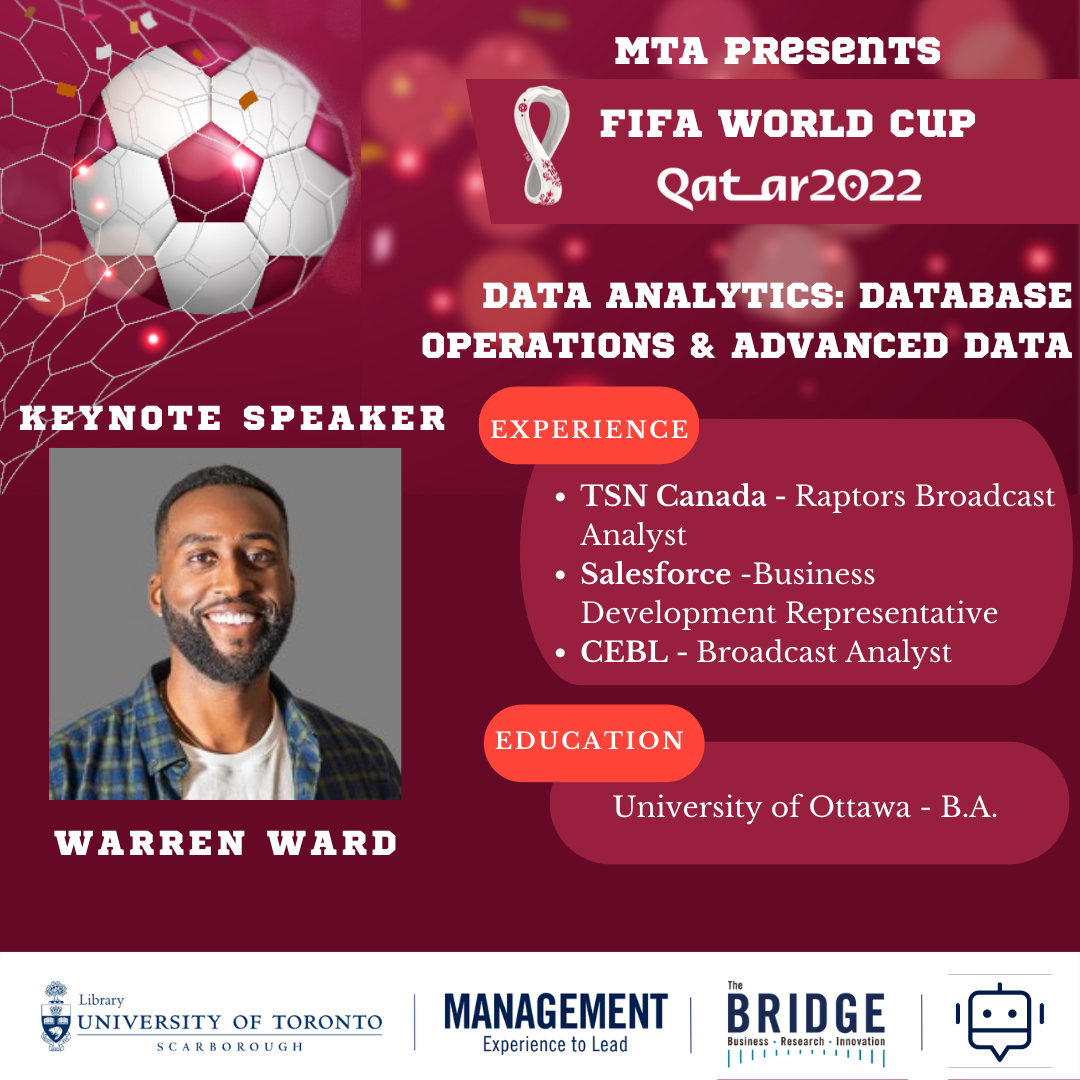 MTA Presents
FIFA WORLD CUP
Qatar2022
DATA ANALYTICS: DATABASE
OPERATIONS & ADVANCED DATA
KEYNOTE SPEAKER
EXPERIENCE
• TSN Canada - Raptors Broadcast
Analyst
• Salesforce -Business
Development Representative
• CEBL - Broadcast Analyst
WARREN WARD
EDUCATION
University of Ottawa - B.A.
Library
UNIVERSITY OF TORONTO
SCARBOROUGH
MANAGEMENT
Experience to Lead
The
BRIDGE
Business · Research · Innovation